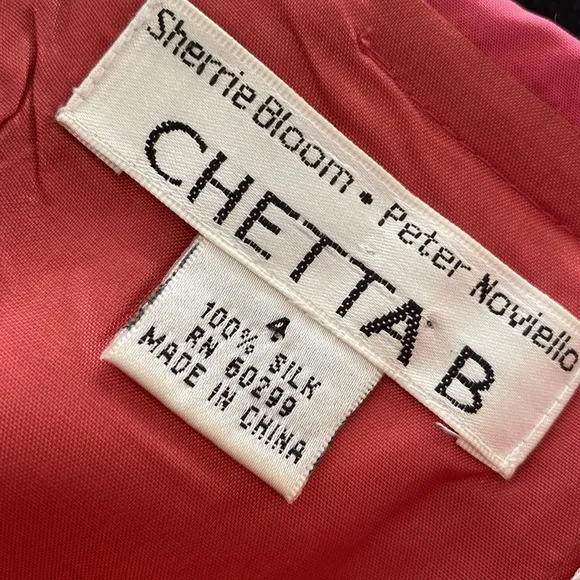 Sherrie Bloom • Peter Noviello
CHETTA B
4
100% SILK
RN 60299
MADE IN CHINA